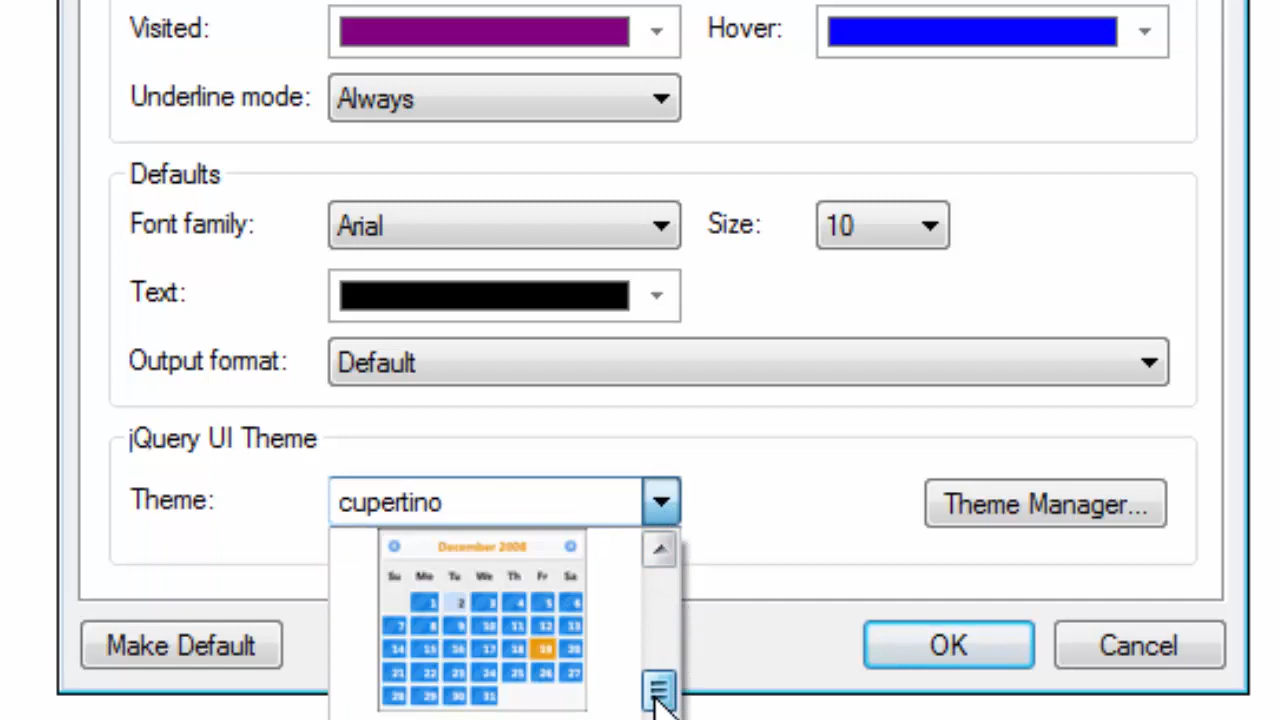 Visited: Hover:
Underline mode: Always
Defaults
Font family: Arial Size: 10
Text:
Output format: Default
jQuery UI Theme
Theme: cupertino Theme Manager...
December 2008
Su Mo Tu We Th Fr Sa
1 2 3 4 5 6
7 8 9 10 11 12 13
14 15 16 17 18 19 20
21 22 23 24 25 26 27
28 29 30 31
Make Default OK Cancel